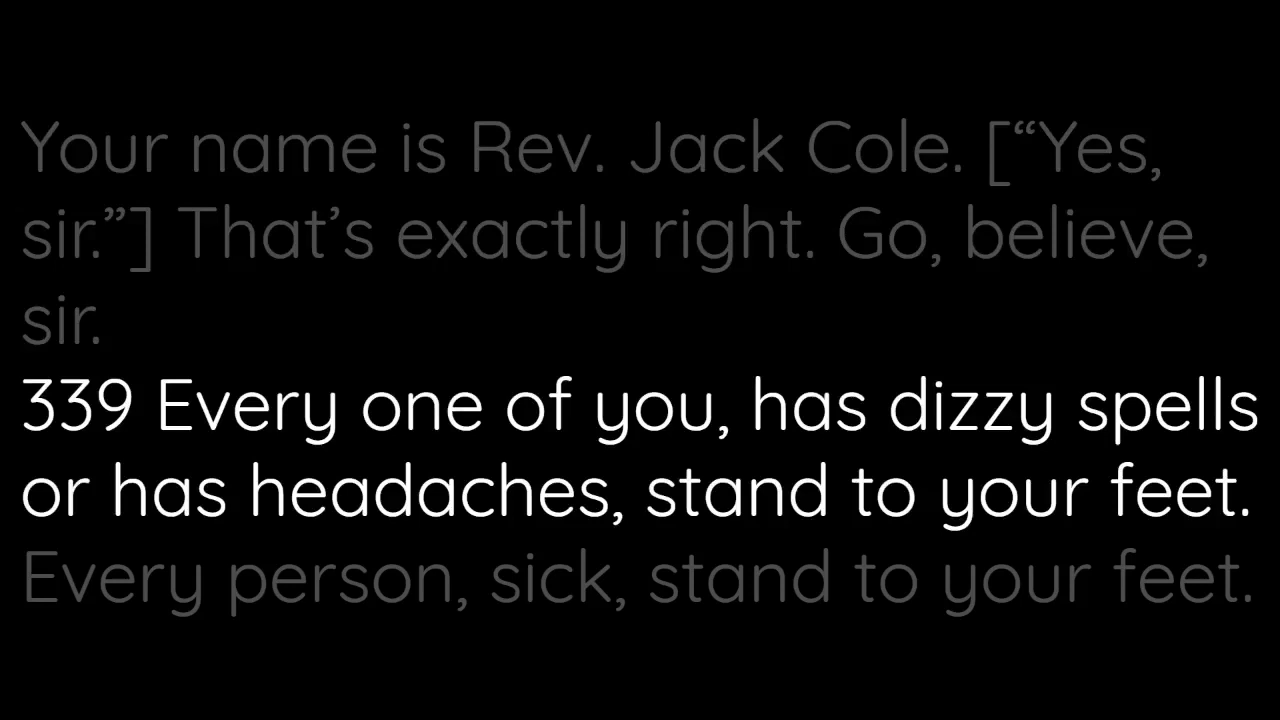 Your name is Rev. Jack Cole. [“Yes,
sir.”] That’s exactly right. Go, believe,
sir.
339 Every one of you, has dizzy spells
or has headaches, stand to your feet.
Every person, sick, stand to your feet.